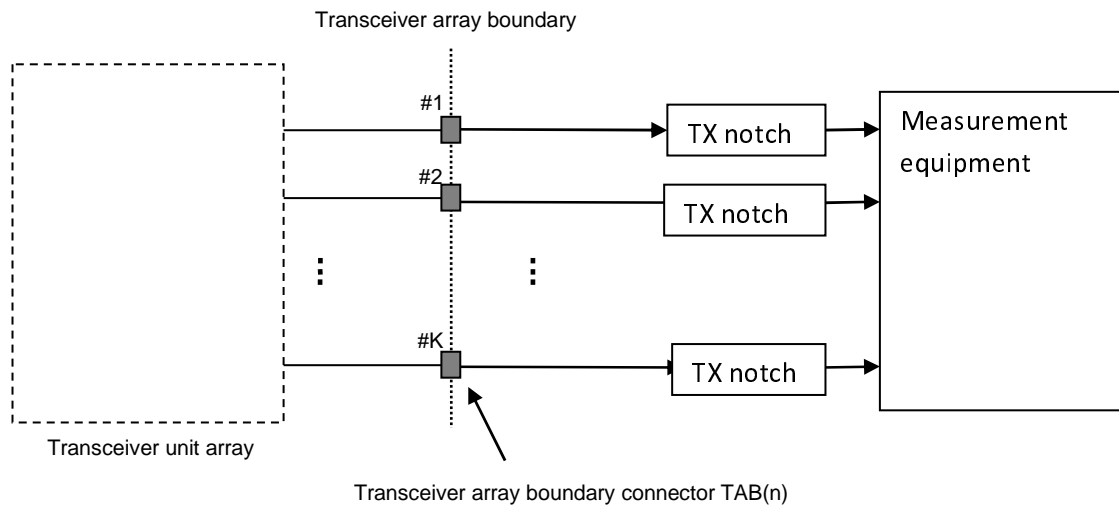 Transceiver array boundary
#1
TX notch
Measurement
equipment
#2
TX notch
#K
TX notch
Transceiver unit array
Transceiver array boundary connector TAB(n)